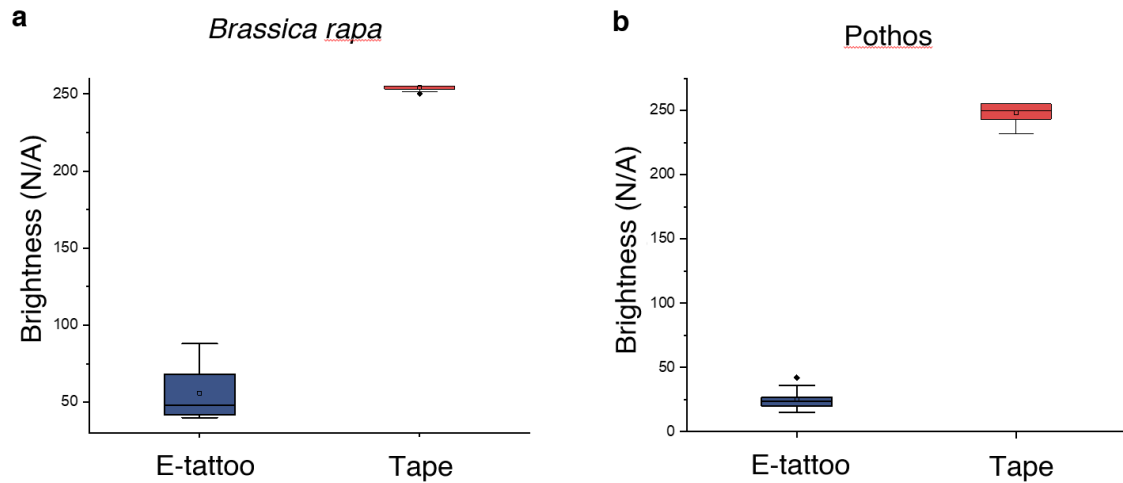 a
Brassica rapa
Brightness (N/A)
250
200
150
100
50
E-tattoo
Tape
b
Pothos
Brightness (N/A)
250
200
150
100
50
0
E-tattoo
Tape